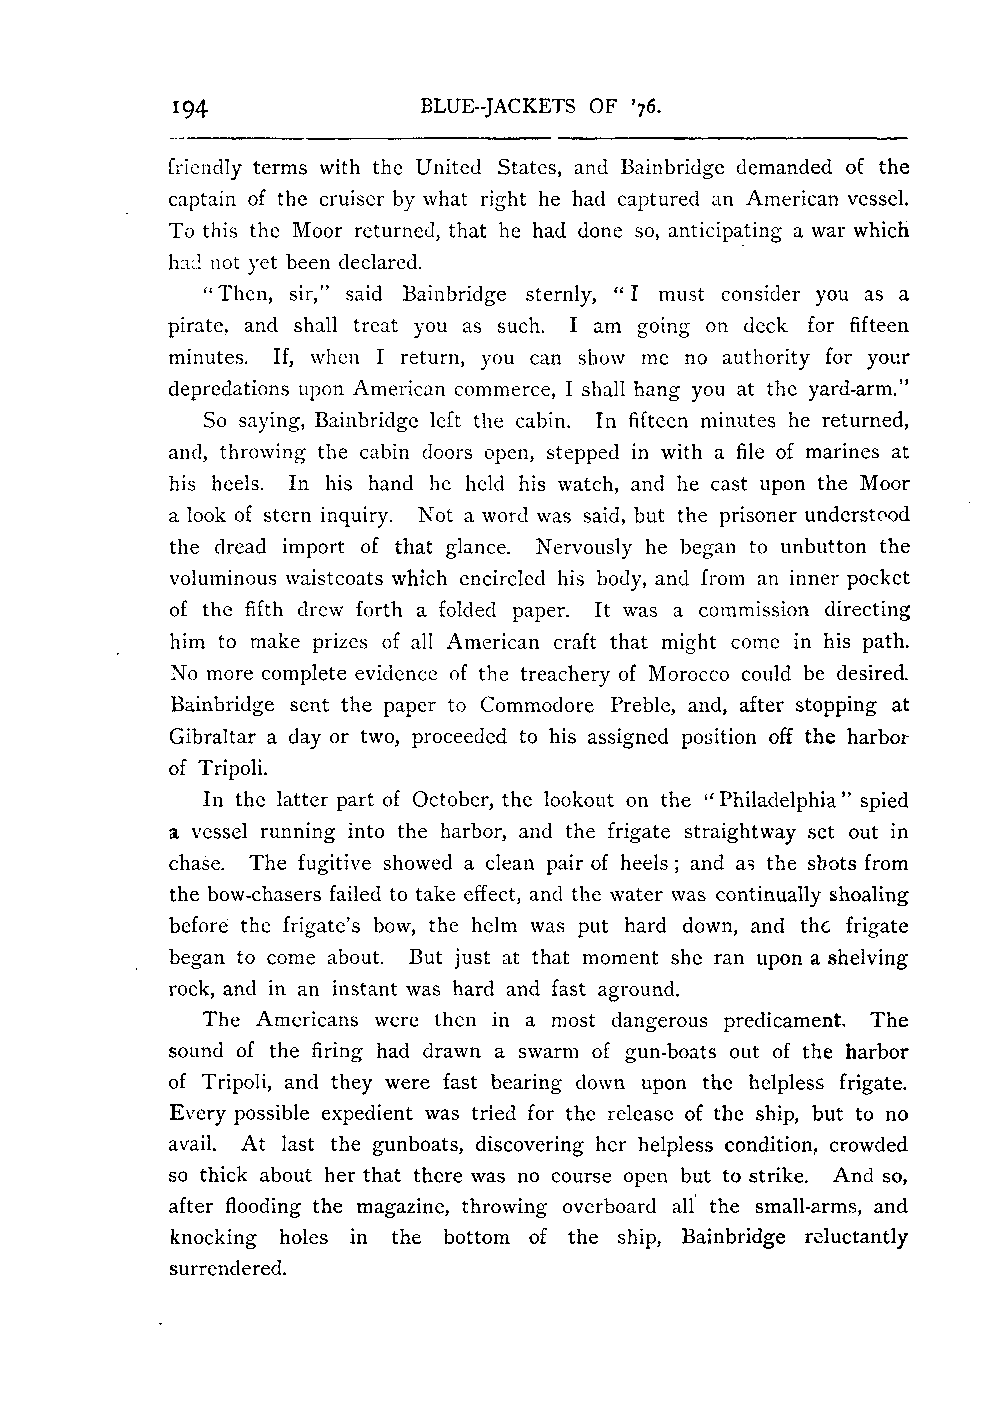 194 BLUE--JACKETS OF '76.
friendly terms with the United States, and Bainbridge demanded of the
captain of the cruiser by what right he had captured an American vessel.
To this the Moor returned, that he had done so, anticipating a war which
had not yet been declared.
"Then, sir," said Bainbridge sternly, "I must consider you as a
pirate, and shall treat you as such. I am going on deck for fifteen
minutes. If, when I return, you can show me no authority for your
depredations upon American commerce, I shall hang you at the yard-arm."
So saying, Bainbridge left the cabin. In fifteen minutes he returned,
and, throwing the cabin doors open, stepped in with a file of marines at
his heels. In his hand he held his watch, and he cast upon the Moor
a look of stern inquiry. Not a word was said, but the prisoner understood
the dread import of that glance. Nervously he began to unbutton the
voluminous waistcoats which encircled his body, and from an inner pocket
of the fifth drew forth a folded paper. It was a commission directing
him to make prizes of all American craft that might come in his path.
No more complete evidence of the treachery of Morocco could be desired.
Bainbridge sent the paper to Commodore Preble, and, after stopping at
Gibraltar a day or two, proceeded to his assigned position off the harbor
of Tripoli.
In the latter part of October, the lookout on the "Philadelphia" spied
a vessel running into the harbor, and the frigate straightway set out in
chase. The fugitive showed a clean pair of heels; and as the shots from
the bow-chasers failed to take effect, and the water was continually shoaling
before the frigate's bow, the helm was put hard down, and the frigate
began to come about. But just at that moment she ran upon a shelving
rock, and in an instant was hard and fast aground.
The Americans were then in a most dangerous predicament. The
sound of the firing had drawn a swarm of gun-boats out of the harbor
of Tripoli, and they were fast bearing down upon the helpless frigate.
Every possible expedient was tried for the release of the ship, but to no
avail. At last the gunboats, discovering her helpless condition, crowded
so thick about her that there was no course open but to strike. And so,
after flooding the magazine, throwing overboard all the small-arms, and
knocking holes in the bottom of the ship, Bainbridge reluctantly
surrendered.